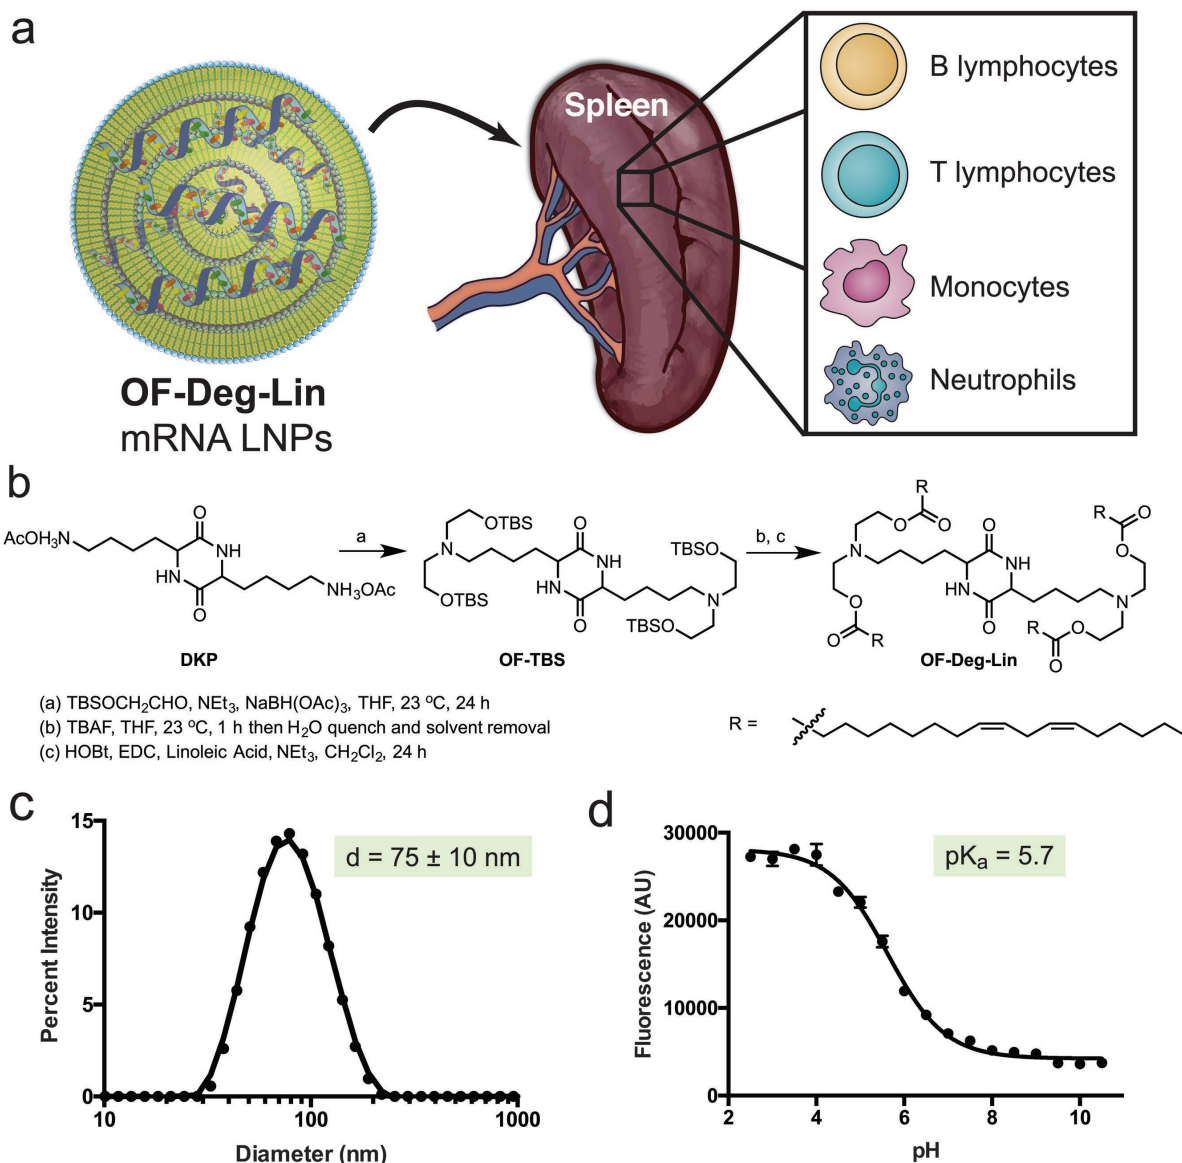 a
Spleen
B lymphocytes
T lymphocytes
Monocytes
Neutrophils
OF-Deg-Lin
mRNA LNPs
b
AcOH₃N
O
NH
HN
O
NH₃OAc
DKP
a
OTBS
N
OTBS
O
NH
HN
O
TBSO
N
TBSO
OF-TBS
b, c
R
O
O
N
O
O
R
O
NH
HN
O
R
O
O
N
R
O
O
OF-Deg-Lin
(a) TBSOCH₂CHO, NEt₃, NaBH(OAc)₃, THF, 23 °C, 24 h
(b) TBAF, THF, 23 °C, 1 h then H₂O quench and solvent removal
(c) HOBt, EDC, Linoleic Acid, NEt₃, CH₂Cl₂, 24 h
R =
c
15
10
5
0
10
100
1000
Percent Intensity
Diameter (nm)
d = 75 ± 10 nm
d
30000
20000
10000
0
2
4
6
8
10
Fluorescence (AU)
pH
pKₐ = 5.7